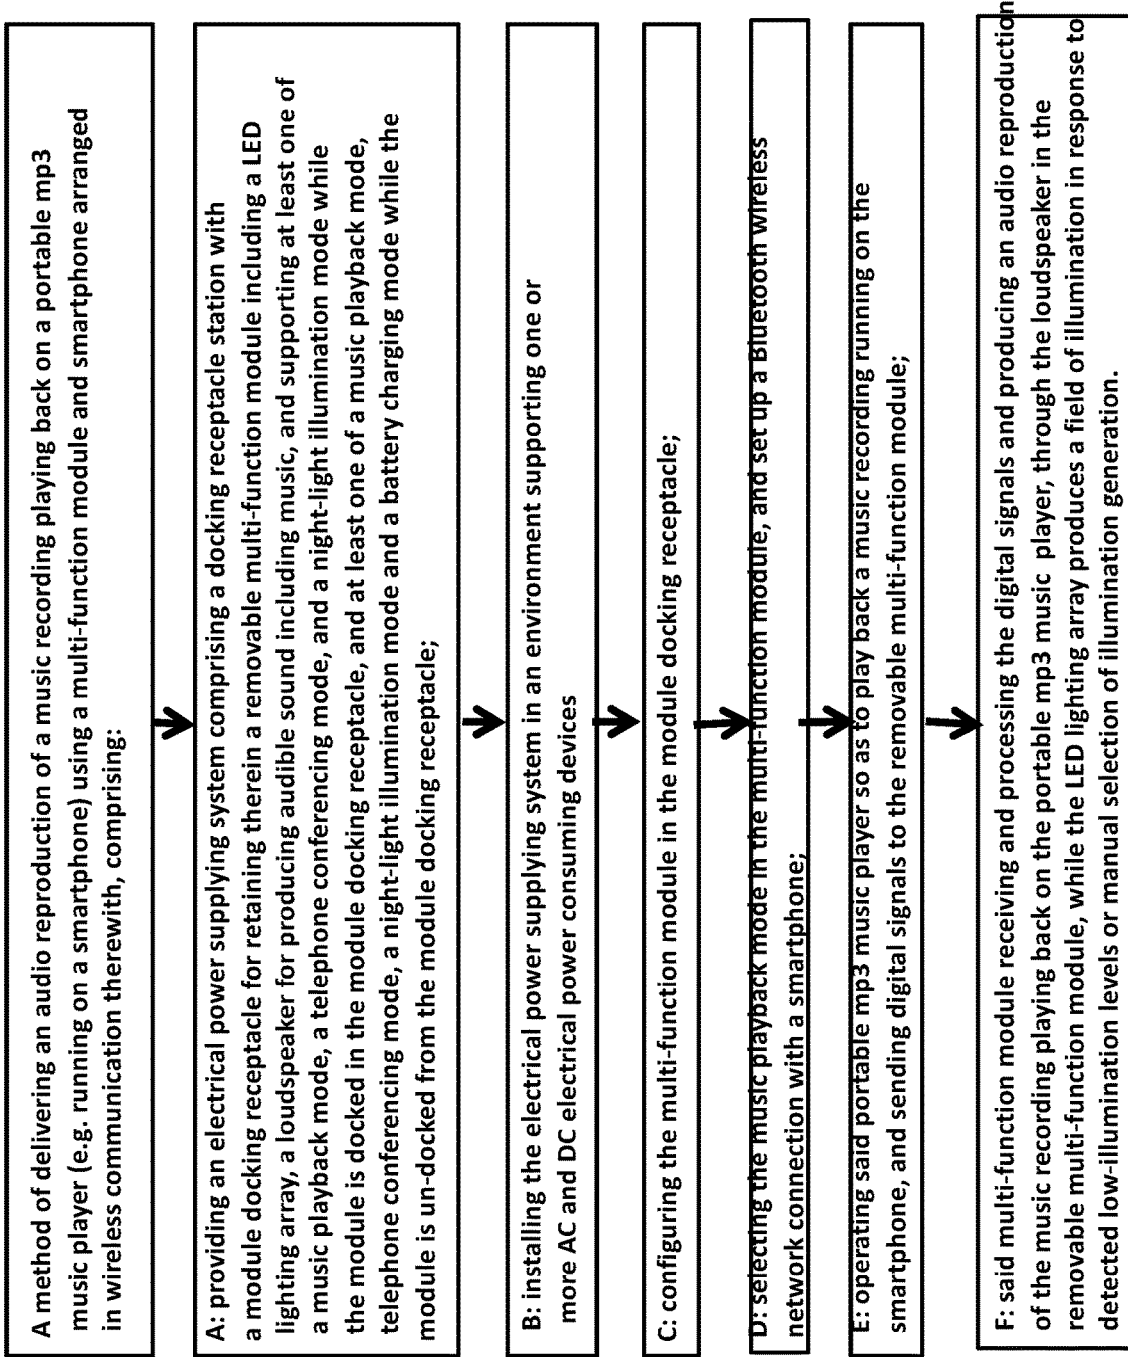 A method of delivering an audio reproduction of a music recording playing back on a portable mp3
music player (e.g. running on a smartphone) using a multi-function module and smartphone arranged
in wireless communication therewith, comprising:
A: providing an electrical power supplying system comprising a docking receptacle station with
a module docking receptacle for retaining therein a removable multi-function module including a LED
lighting array, a loudspeaker for producing audible sound including music, and supporting at least one of
a music playback mode, a telephone conferencing mode, and a night-light illumination mode while
the module is docked in the module docking receptacle, and at least one of a music playback mode,
telephone conferencing mode, a night-light illumination mode and a battery charging mode while the
module is un-docked from the module docking receptacle;
B: installing the electrical power supplying system in an environment supporting one or
more AC and DC electrical power consuming devices
C: configuring the multi-function module in the module docking receptacle;
D: selecting the music playback mode in the multi-function module, and set up a Bluetooth wireless
network connection with a smartphone;
E: operating said portable mp3 music player so as to play back a music recording running on the
smartphone, and sending digital signals to the removable multi-function module;
F: said multi-function module receiving and processing the digital signals and producing an audio reproduction
of the music recording playing back on the portable mp3 music player, through the loudspeaker in the
removable multi-function module, while the LED lighting array produces a field of illumination in response to
detected low-illumination levels or manual selection of illumination generation.